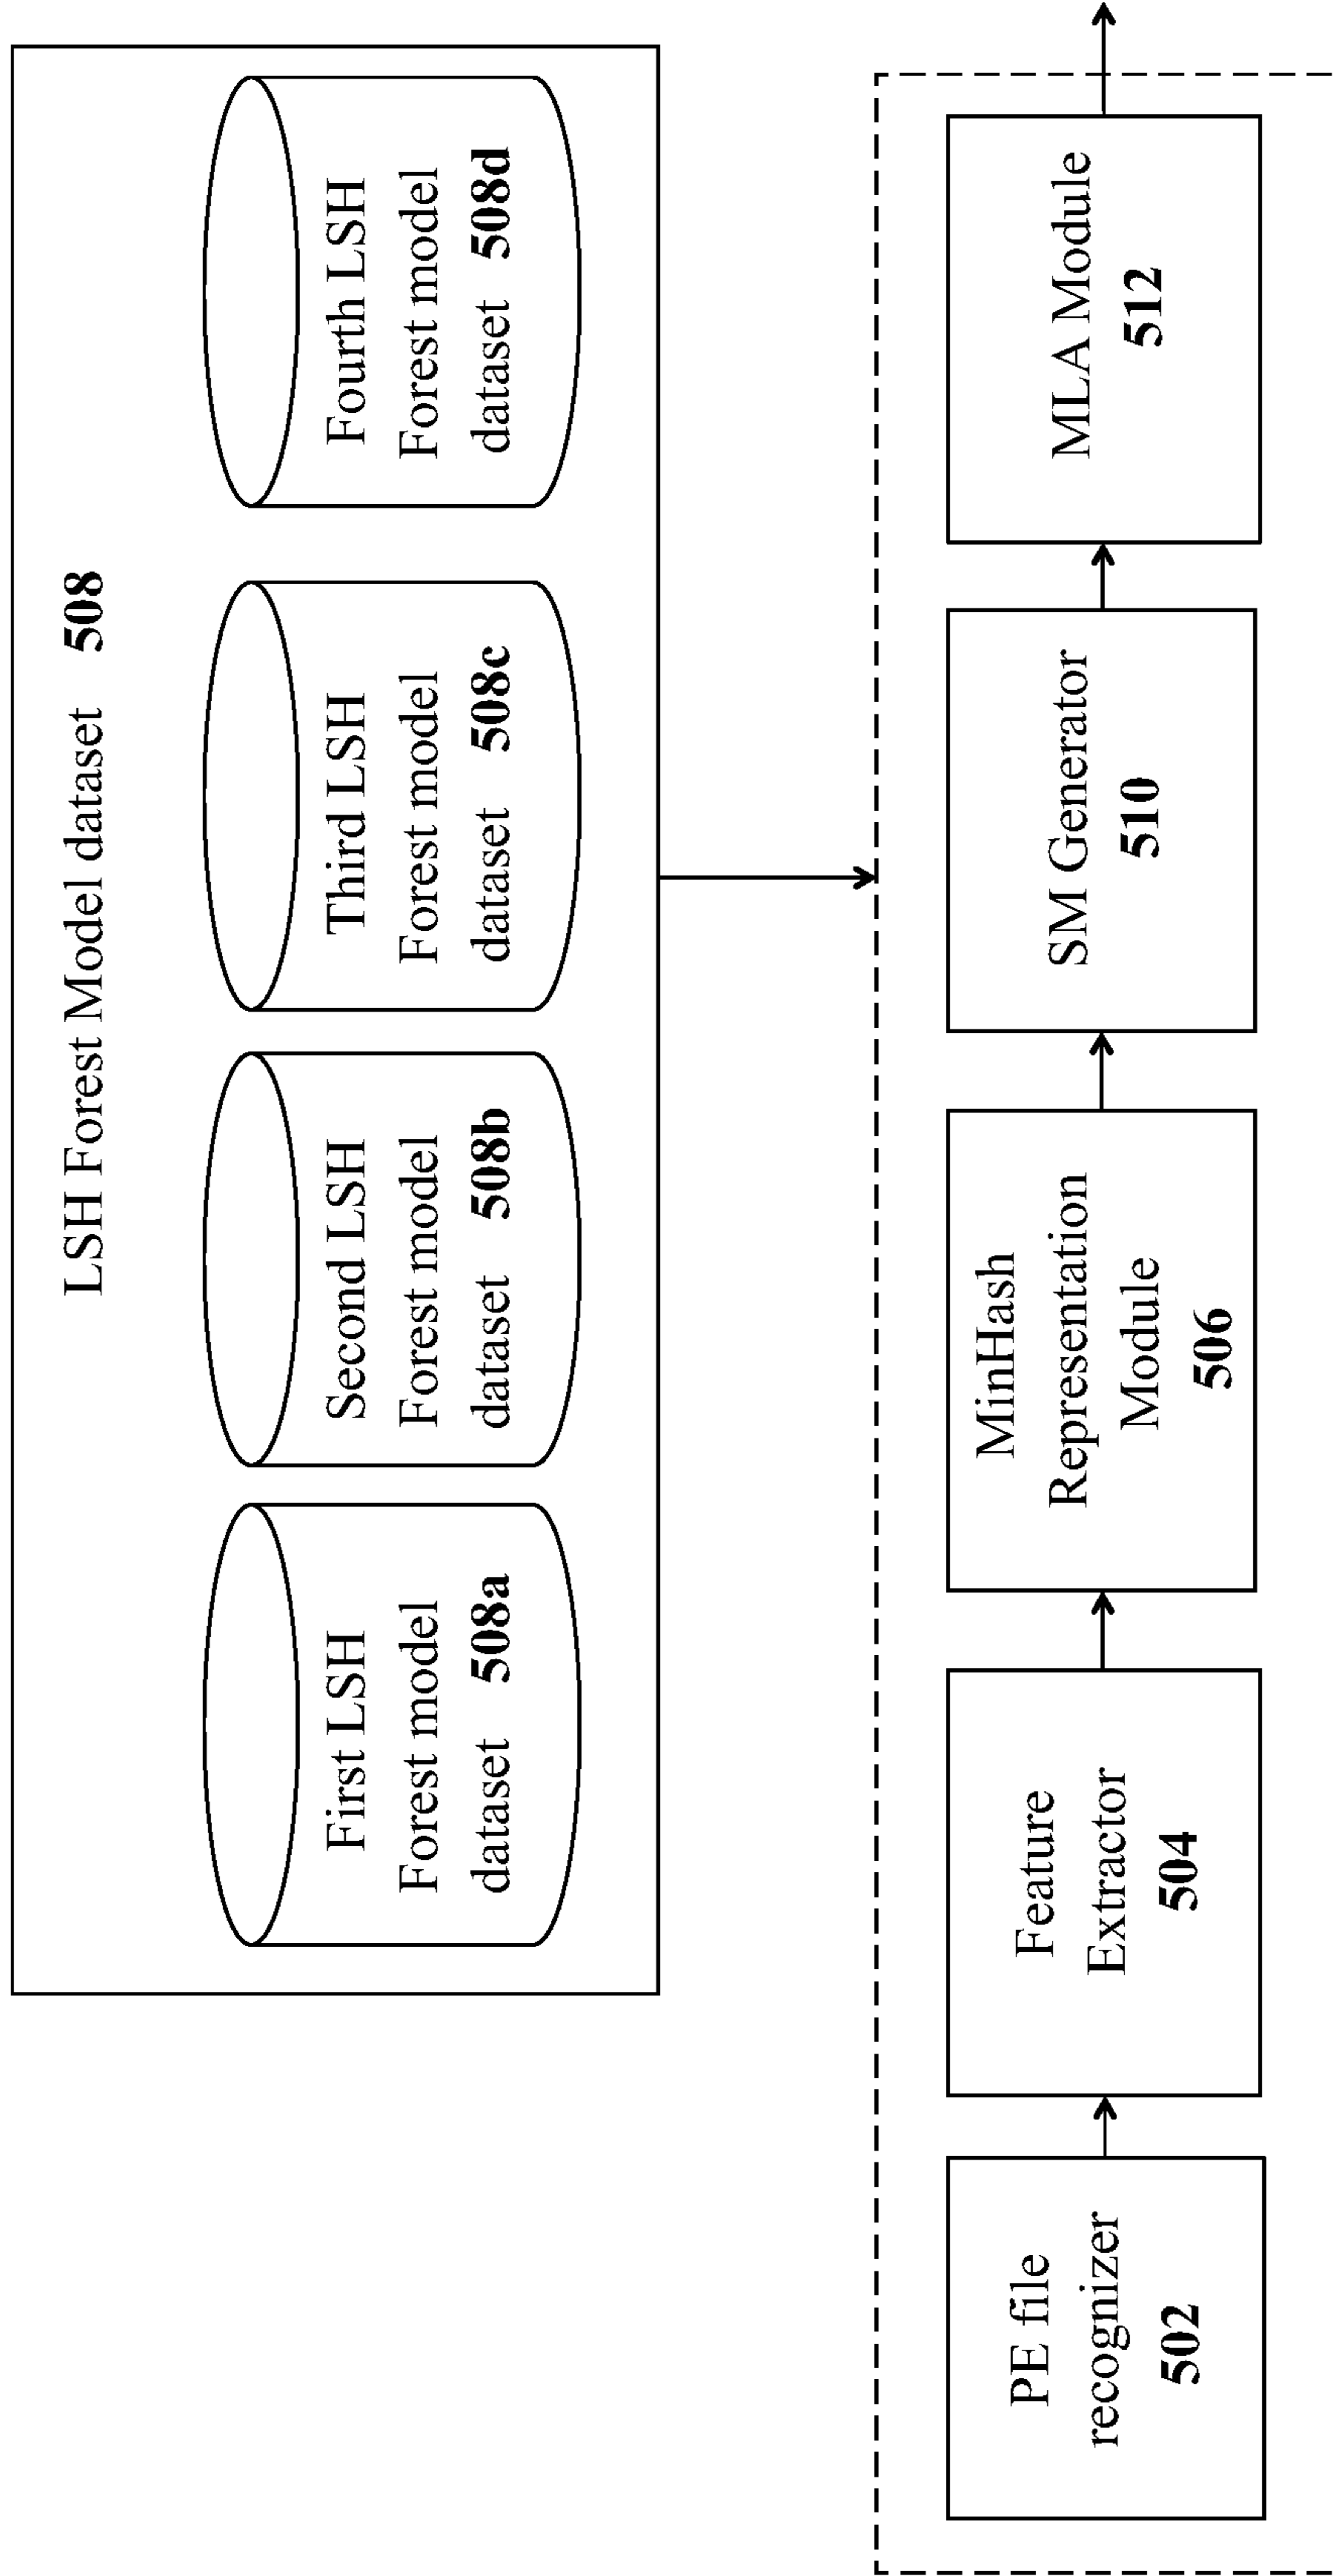 LSH Forest Model dataset 508
First LSH
Forest model
dataset 508a
Second LSH
Forest model
dataset 508b
Third LSH
Forest model
dataset 508c
Fourth LSH
Forest model
dataset 508d
PE file
recognizer
502
Feature
Extractor
504
MinHash
Representation
Module
506
SM Generator
510
MLA Module
512